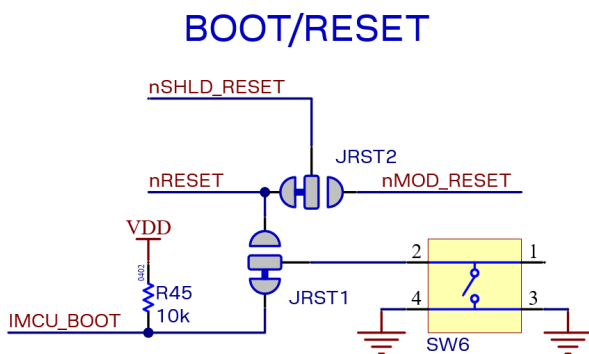 BOOT/RESET
nSHLD_RESET
JRST2
nRESET
nMOD_RESET
VDD
0402
R45
10k
2
1
JRST1
4
3
IMCU_BOOT
SW6